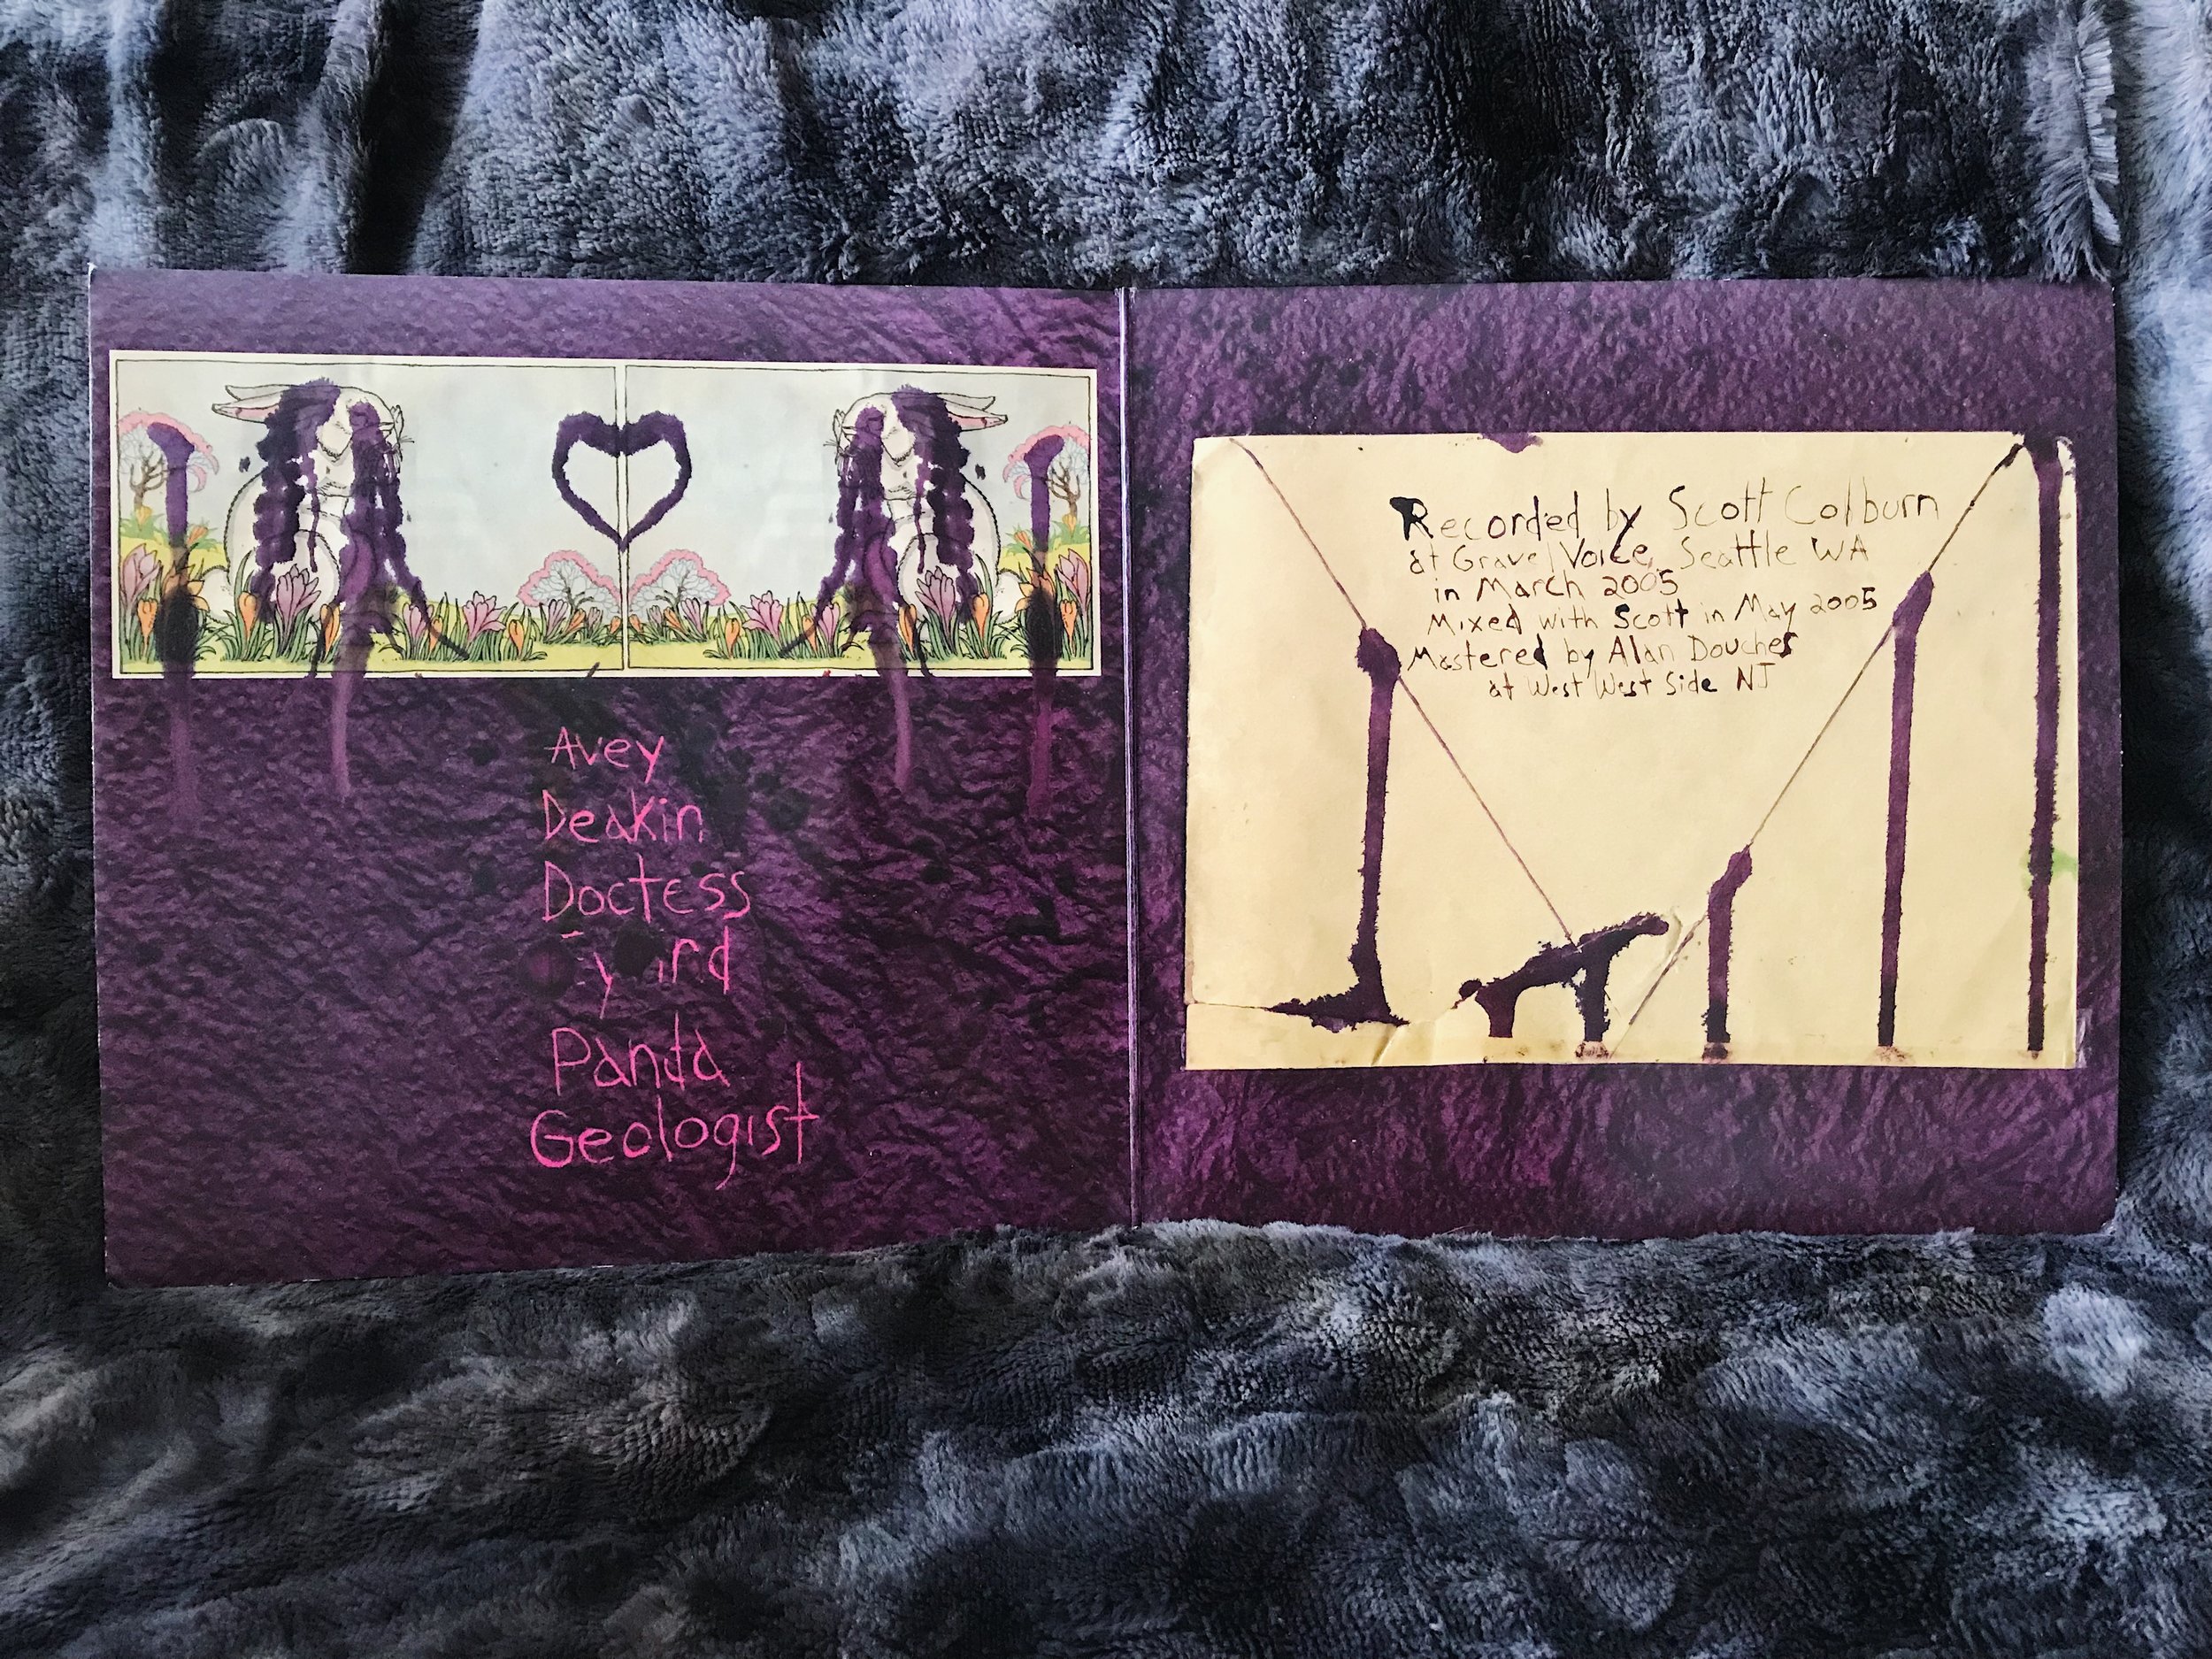 Avey
Deakin
Doctess
Panda
Geologist
Recorded by Scott Colburn
at Gravel Voice, Seattle WA
in March 2005
Mixed with Scott in May 2005
Mastered by Alan Douches
at West West Side NJ